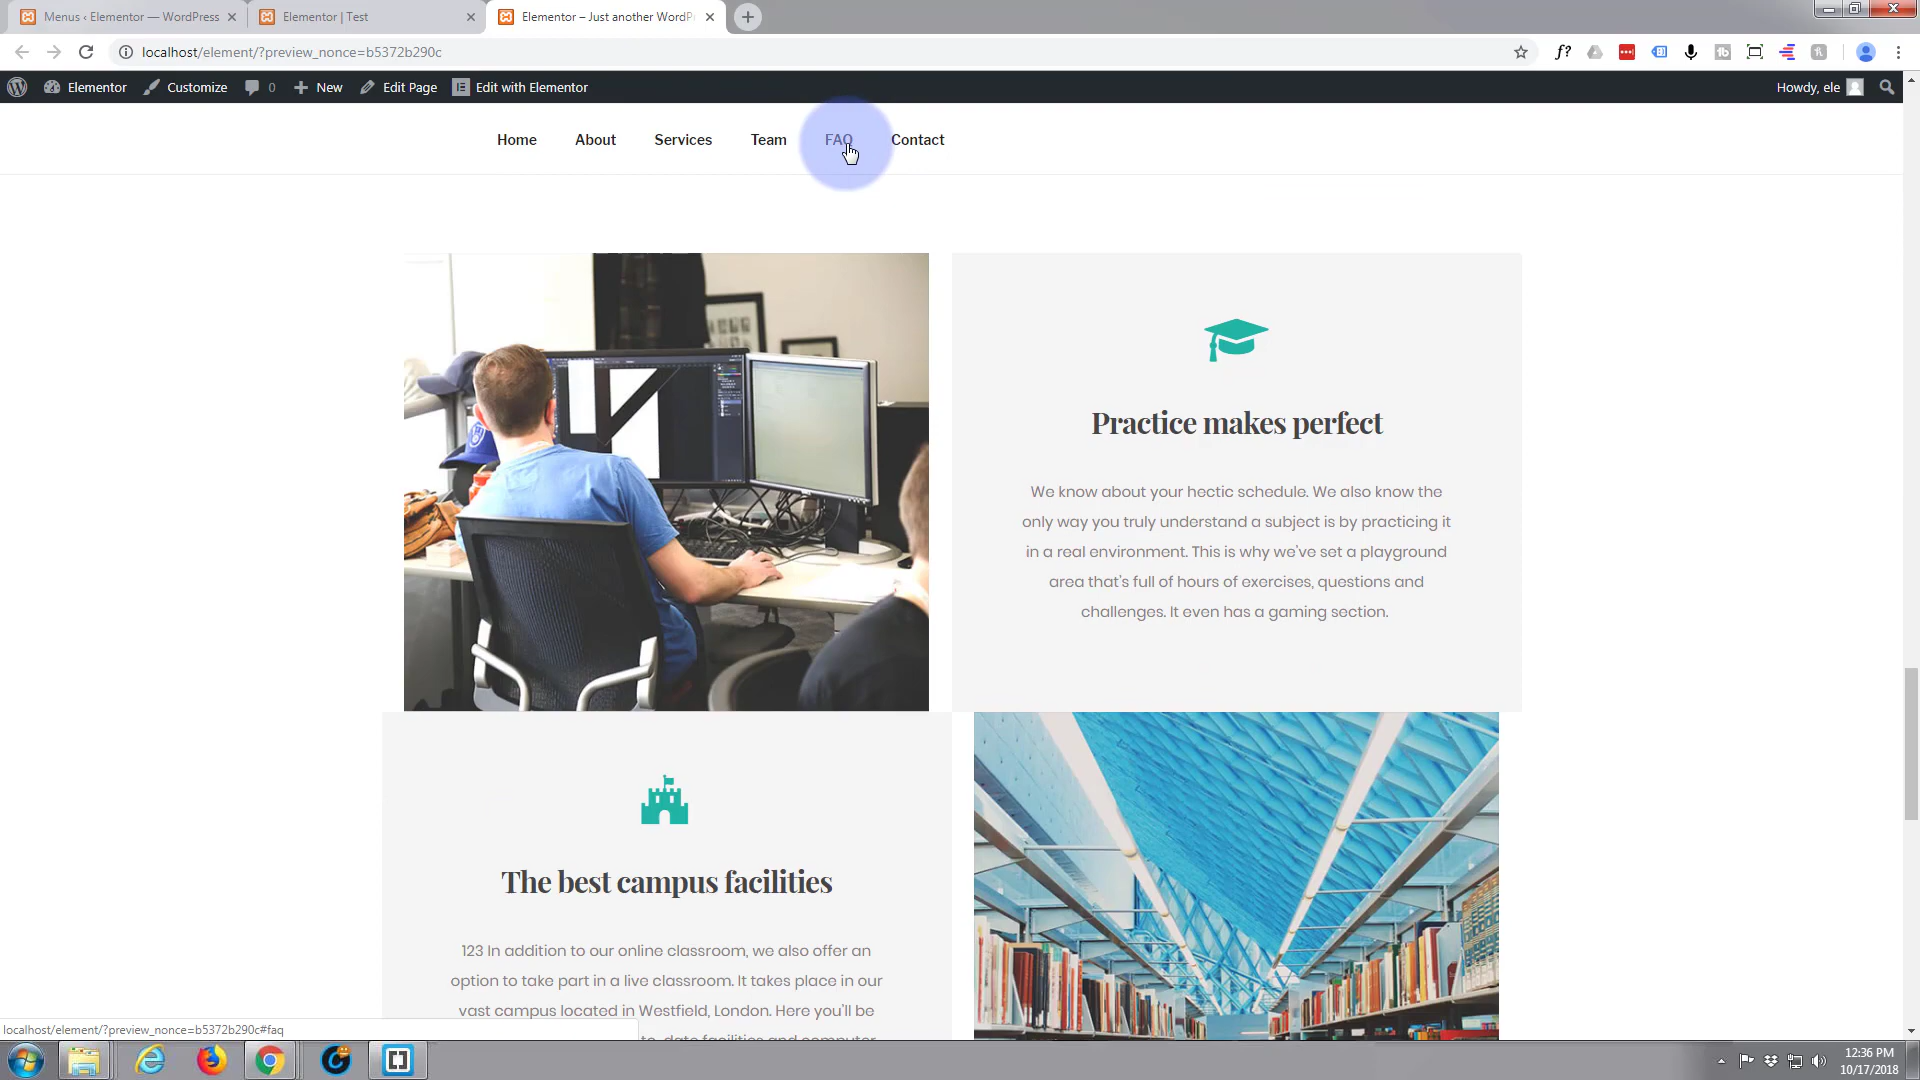 Menus ‹ Elementor — WordPress
Elementor | Test
Elementor – Just another WordP
localhost/element/?preview_nonce=b5372b290c
f?
Elementor
Customize
0
New
Edit Page
Edit with Elementor
Howdy, ele
Home
About
Services
Team
FAQ
Contact
Practice makes perfect
We know about your hectic schedule. We also know the
only way you truly understand a subject is by practicing it
in a real environment. This is why we've set a playground
area that's full of hours of exercises, questions and
challenges. It even has a gaming section.
The best campus facilities
123 In addition to our online classroom, we also offer an
option to take part in a live classroom. It takes place in our
vast campus located in Westfield, London. Here you'll be
to-date facilities and computer
localhost/element/?preview_nonce=b5372b290c#faq
12:36 PM
10/17/2018